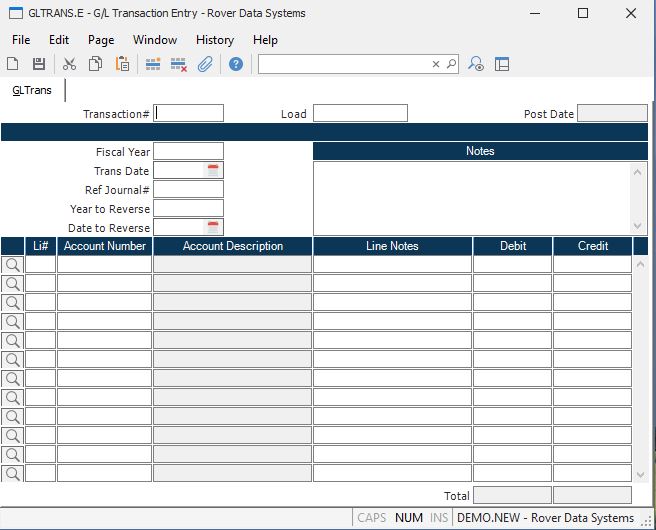 GLTRANS.E - G/L Transaction Entry - Rover Data Systems
File Edit Page Window History Help
GLTrans
Transaction# Load Post Date
Fiscal Year Notes
Trans Date
Ref Journal#
Year to Reverse
Date to Reverse
Li# Account Number Account Description Line Notes Debit Credit
Total
CAPS NUM INS DEMO.NEW - Rover Data Systems